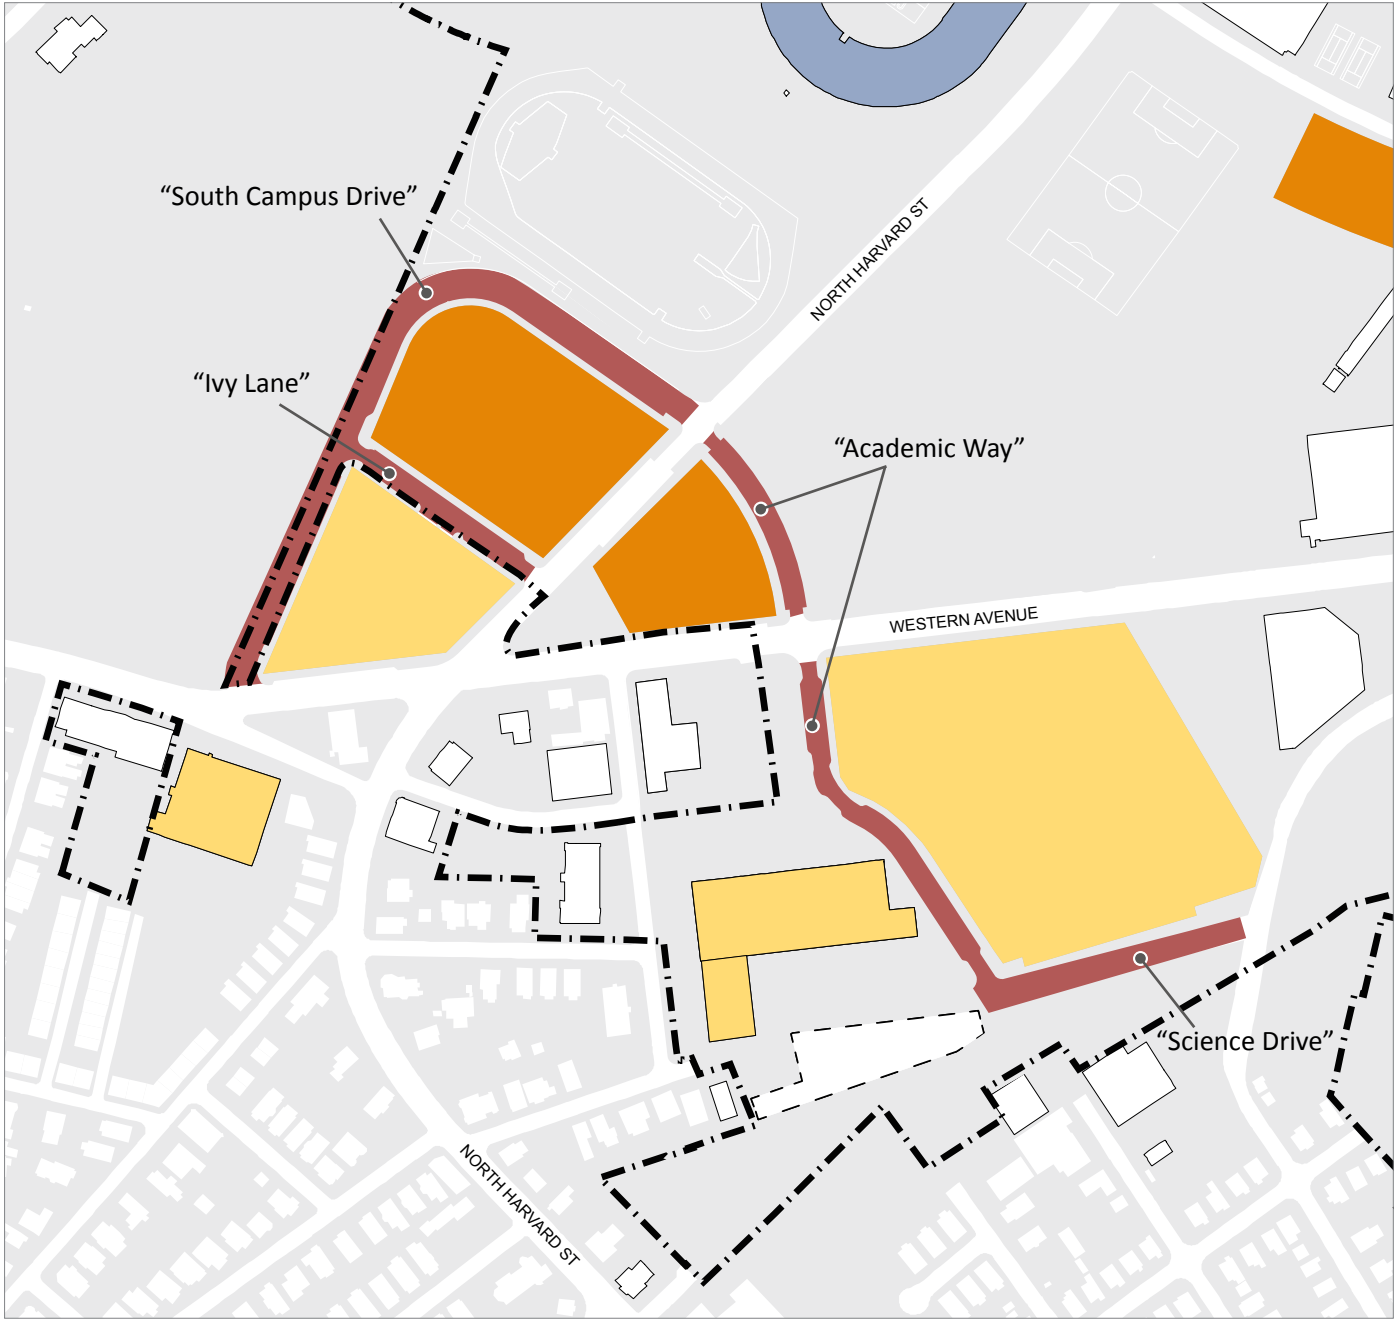 “South Campus Drive”
NORTH HARVARD ST
“Ivy Lane”
“Academic Way”
WESTERN AVENUE
“Science Drive”
NORTH HARVARD ST